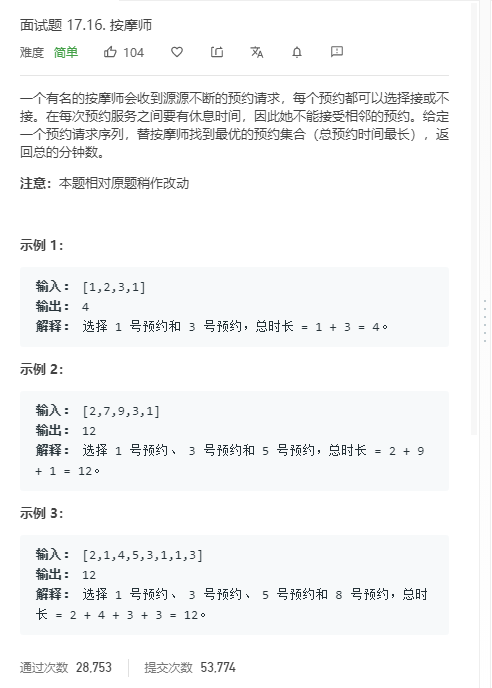 面试题 17.16. 按摩师
难度 简单 104
一个有名的按摩师会收到源源不断的预约请求，每个预约都可以选择接或不
接。在每次预约服务之间要有休息时间，因此她不能接受相邻的预约。给定
一个预约请求序列，替按摩师找到最优的预约集合（总预约时间最长），返
回总的分钟数。
注意：本题相对原题稍作改动
示例 1：
输入： [1,2,3,1]
输出： 4
解释： 选择 1 号预约和 3 号预约，总时长 = 1 + 3 = 4。
示例 2：
输入： [2,7,9,3,1]
输出： 12
解释： 选择 1 号预约、 3 号预约和 5 号预约，总时长 = 2 + 9
+ 1 = 12。
示例 3：
输入： [2,1,4,5,3,1,1,3]
输出： 12
解释： 选择 1 号预约、 3 号预约、 5 号预约和 8 号预约，总时
长 = 2 + 4 + 3 + 3 = 12。
通过次数 28,753 提交次数 53,774